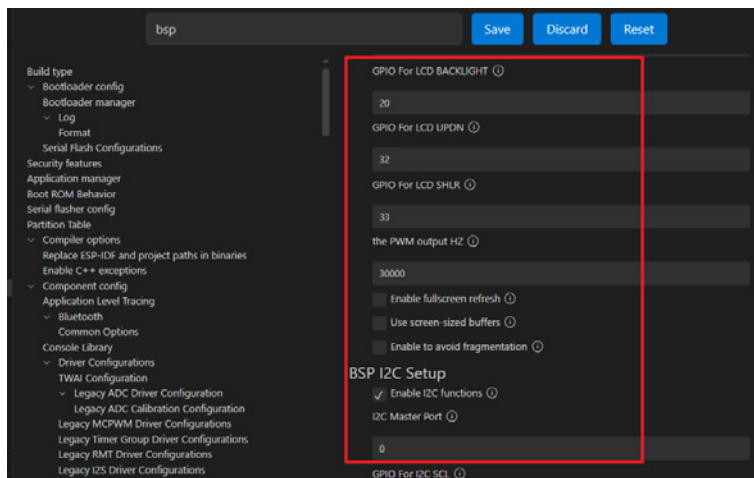 bsp
Save
Discard
Reset
Build type
Bootloader config
Bootloader manager
Log
Format
Serial Flash Configurations
Security features
Application manager
Boot ROM Behavior
Serial flasher config
Partition Table
Compiler options
Replace ESP-IDF and project paths in binaries
Enable C++ exceptions
Component config
Application Level Tracing
Bluetooth
Common Options
Console Library
Driver Configurations
TWAI Configuration
Legacy ADC Driver Configuration
Legacy ADC Calibration Configuration
Legacy MCPWM Driver Configurations
Legacy Timer Group Driver Configurations
Legacy RMT Driver Configurations
Legacy I2S Driver Configurations
GPIO For LCD BACKLIGHT
20
GPIO For LCD UPDN
32
GPIO For LCD SHLR
33
the PWM output HZ
30000
Enable fullscreen refresh
Use screen-sized buffers
Enable to avoid fragmentation
BSP I2C Setup
Enable I2C functions
I2C Master Port
0
GPIO For I2C SCL